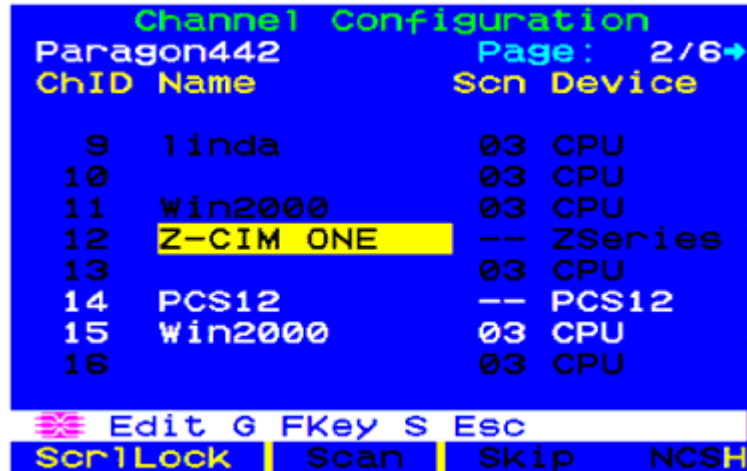 Channel Configuration
Paragon442 Page: 2/6→
ChID Name Scn Device
9 linda 03 CPU
10 03 CPU
11 Win2000 03 CPU
12 Z-CIM ONE -- ZSeries
13 03 CPU
14 PCS12 -- PCS12
15 Win2000 03 CPU
16 03 CPU
Edit G FKey S Esc
ScrlLock Scan Skip NCSH